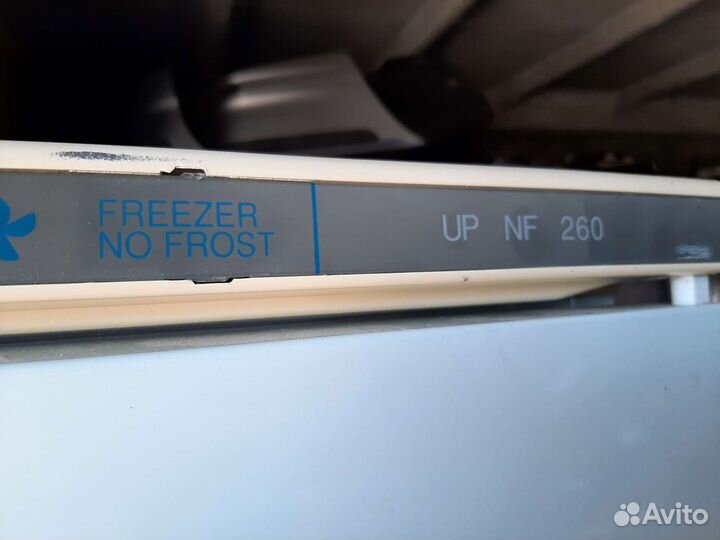 FREEZER
NO FROST
UP NF 260
Avito